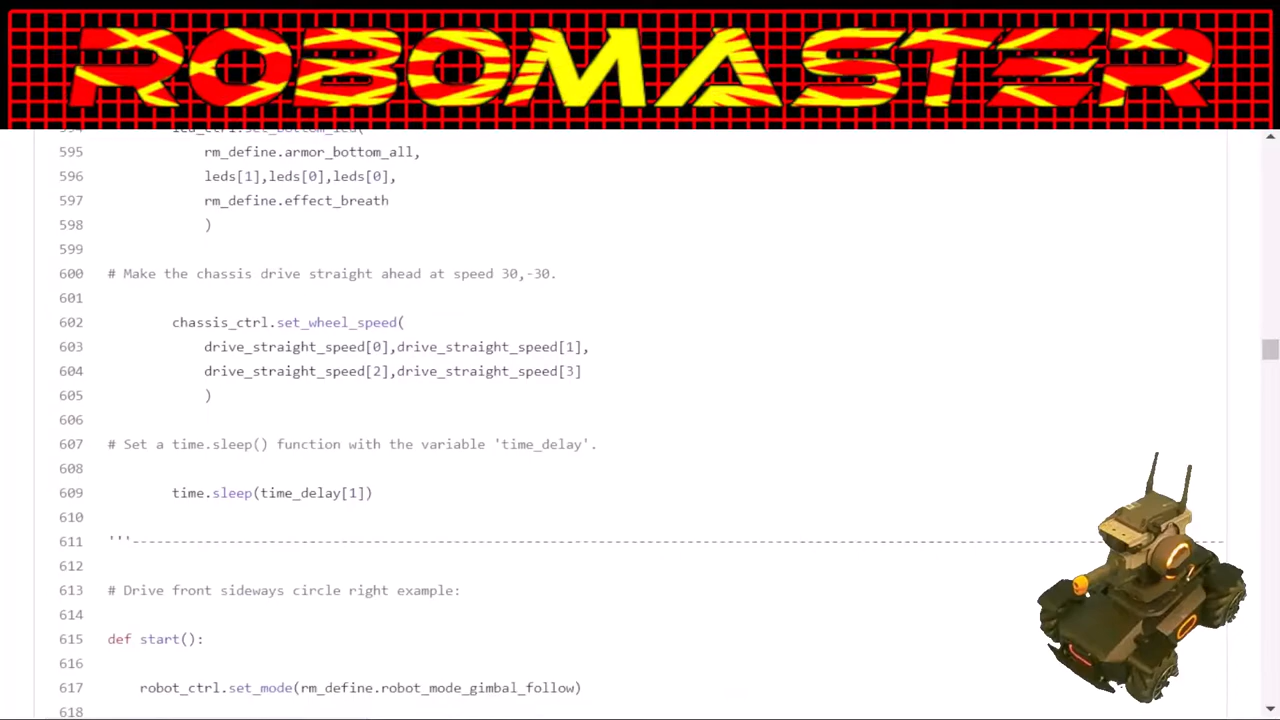 ROBOMASTER
594 led_ctrl.set_bottom_led(
595 rm_define.armor_bottom_all,
596 leds[1],leds[0],leds[0],
597 rm_define.effect_breath
598 )
599
600 # Make the chassis drive straight ahead at speed 30,-30.
601
602 chassis_ctrl.set_wheel_speed(
603 drive_straight_speed[0],drive_straight_speed[1],
604 drive_straight_speed[2],drive_straight_speed[3]
605 )
606
607 # Set a time.sleep() function with the variable 'time_delay'.
608
609 time.sleep(time_delay[1])
610
611 '''----------------------------------------------------------------------------------------------------------------------------------------
612
613 # Drive front sideways circle right example:
614
615 def start():
616
617 robot_ctrl.set_mode(rm_define.robot_mode_gimbal_follow)
618